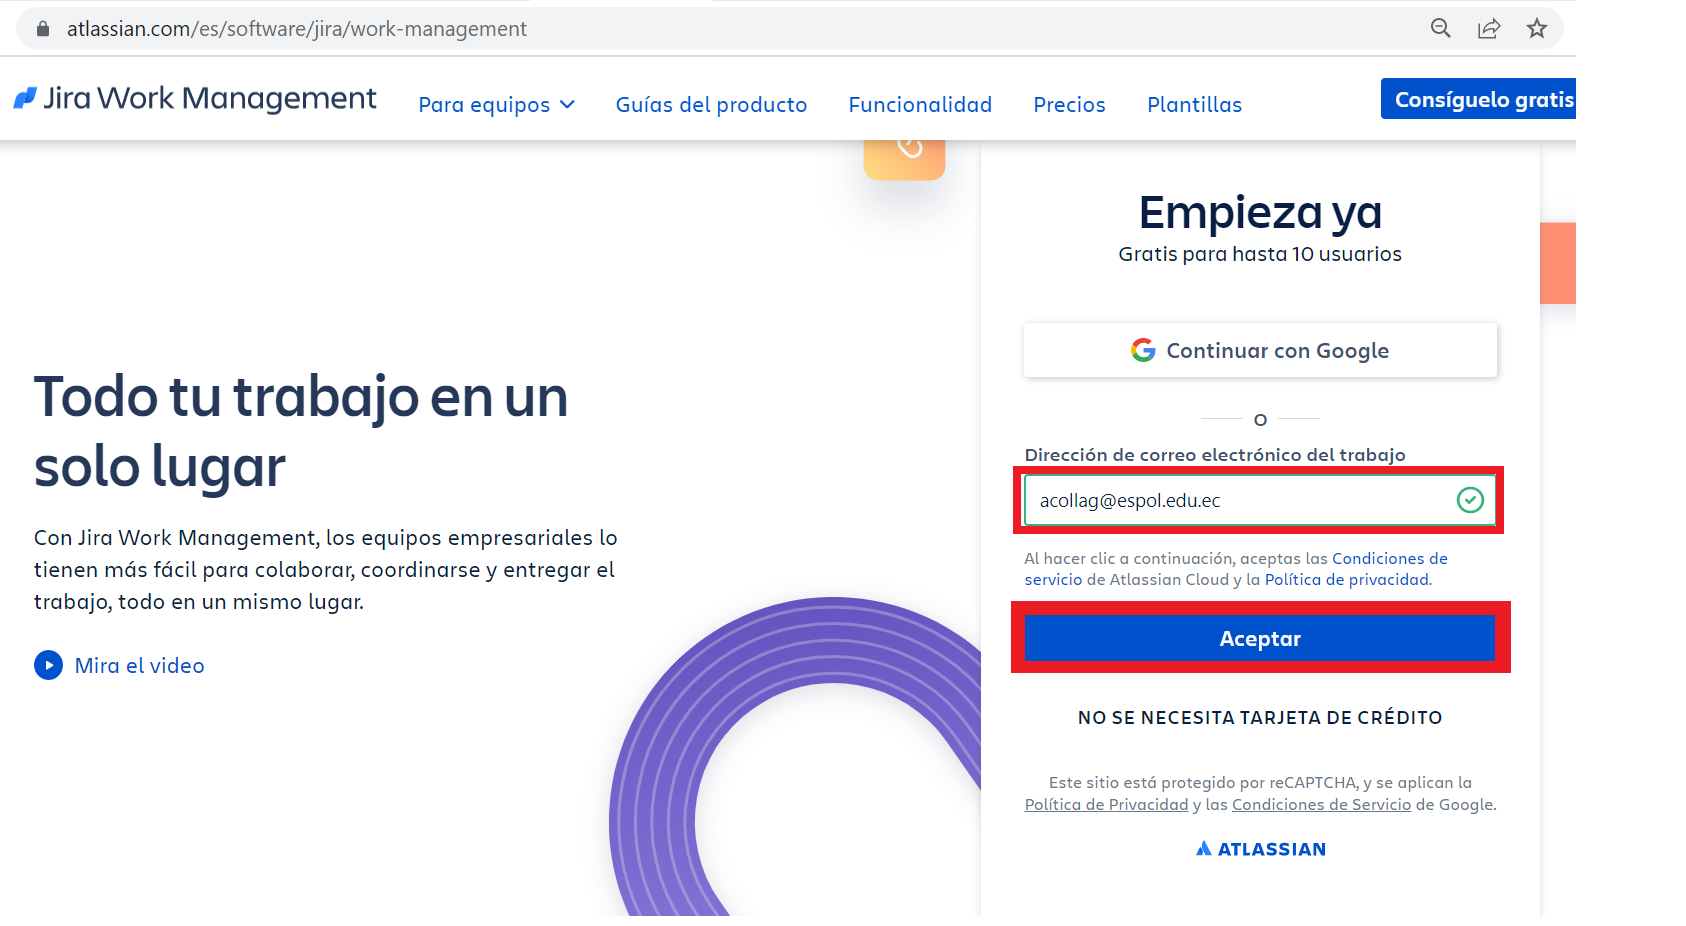 atlassian.com/es/software/jira/work-management
Jira Work Management
Para equipos
Guías del producto
Funcionalidad
Precios
Plantillas
Consíguelo gratis
Todo tu trabajo en un
solo lugar
Con Jira Work Management, los equipos empresariales lo
tienen más fácil para colaborar, coordinarse y entregar el
trabajo, todo en un mismo lugar.
Mira el video
Empieza ya
Gratis para hasta 10 usuarios
Continuar con Google
O
Dirección de correo electrónico del trabajo
acollag@espol.edu.ec
Al hacer clic a continuación, aceptas las Condiciones de
servicio de Atlassian Cloud y la Política de privacidad.
Aceptar
NO SE NECESITA TARJETA DE CRÉDITO
Este sitio está protegido por reCAPTCHA, y se aplican la
Política de Privacidad y las Condiciones de Servicio de Google.
ATLASSIAN